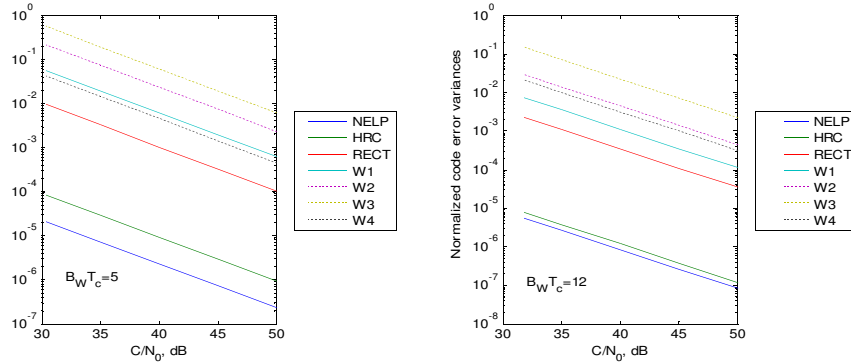 10^0
10^-1
10^-2
10^-3
10^-4
10^-5
10^-6
10^-7
30 35 40 45 50
C/N_0, dB
B_W T_c=5
NELP
HRC
RECT
W1
W2
W3
W4
Normalized code error variances
10^1
10^0
10^-1
10^-2
10^-3
10^-4
10^-5
10^-6
10^-7
10^-8
30 35 40 45 50
C/N_0, dB
B_W T_c=12
NELP
HRC
RECT
W1
W2
W3
W4